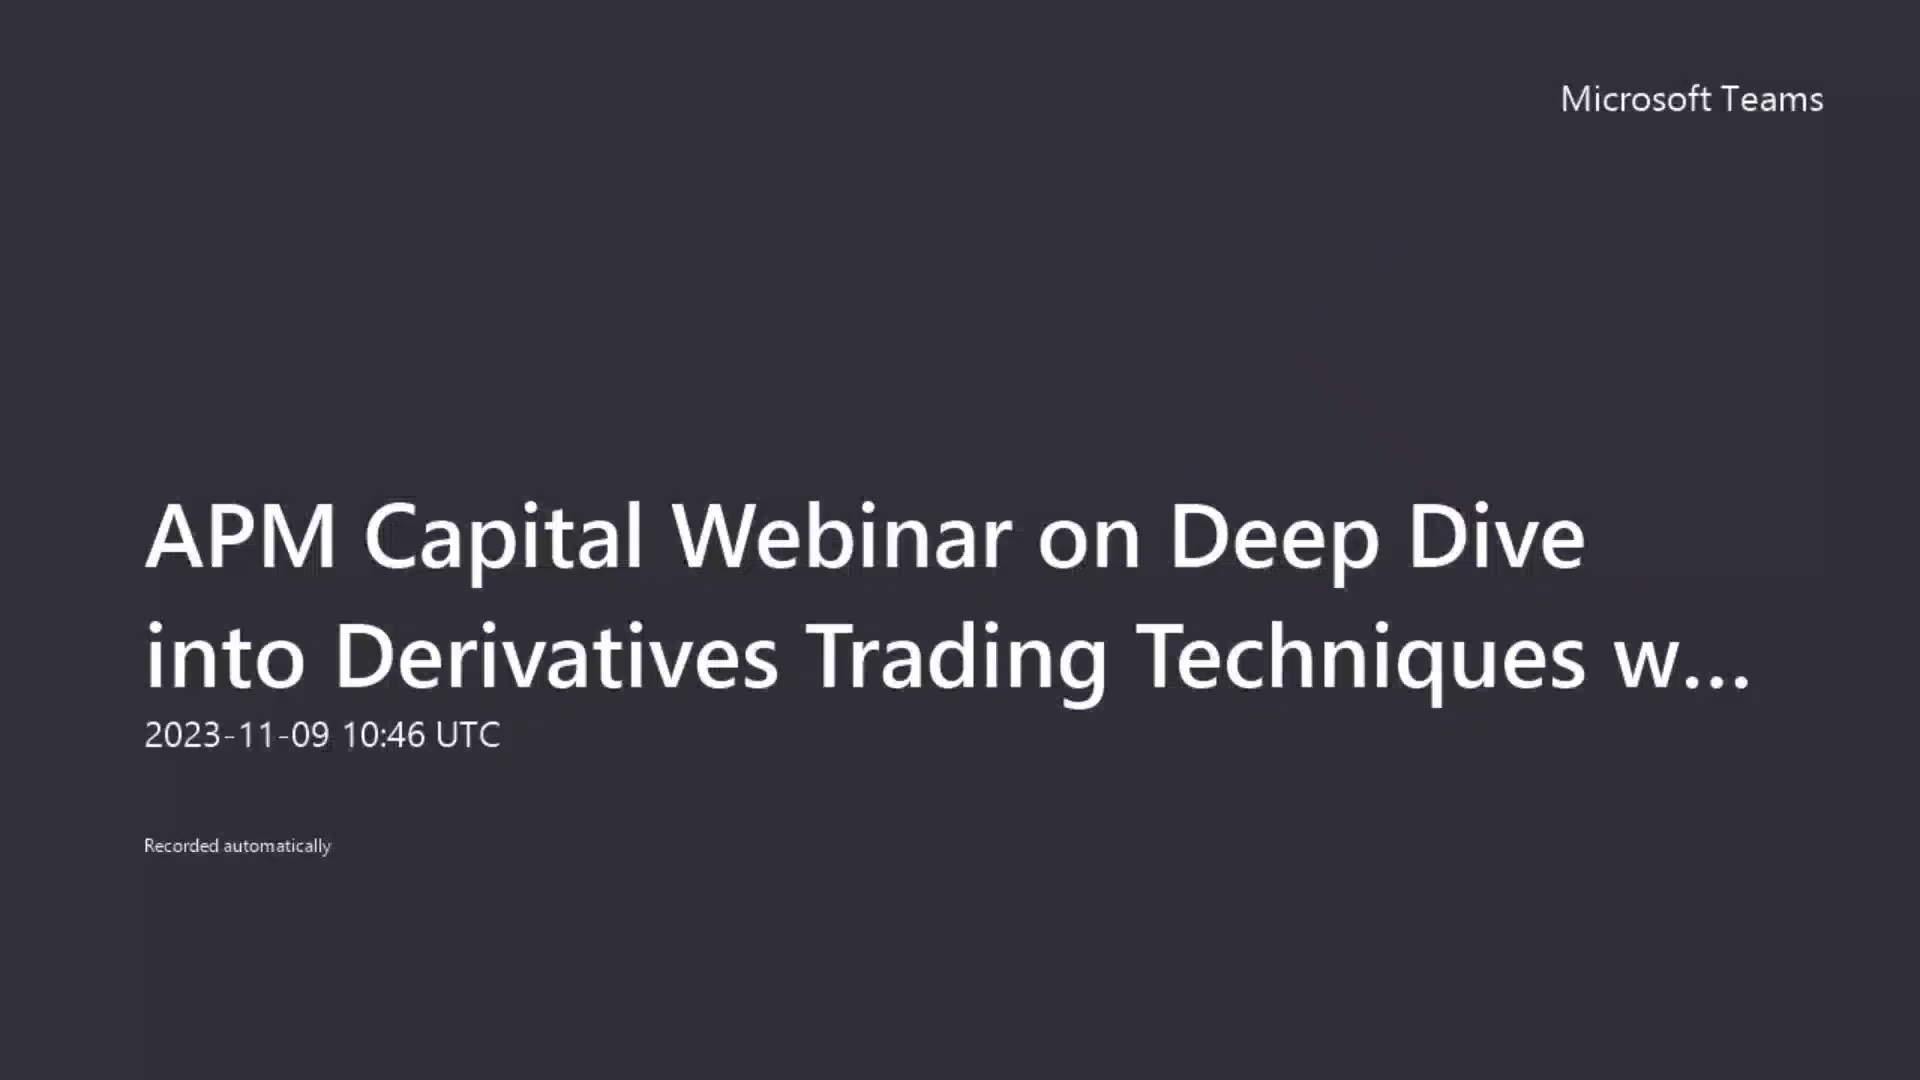 Microsoft Teams
APM Capital Webinar on Deep Dive
into Derivatives Trading Techniques w...
2023-11-09 10:46 UTC
Recorded automatically